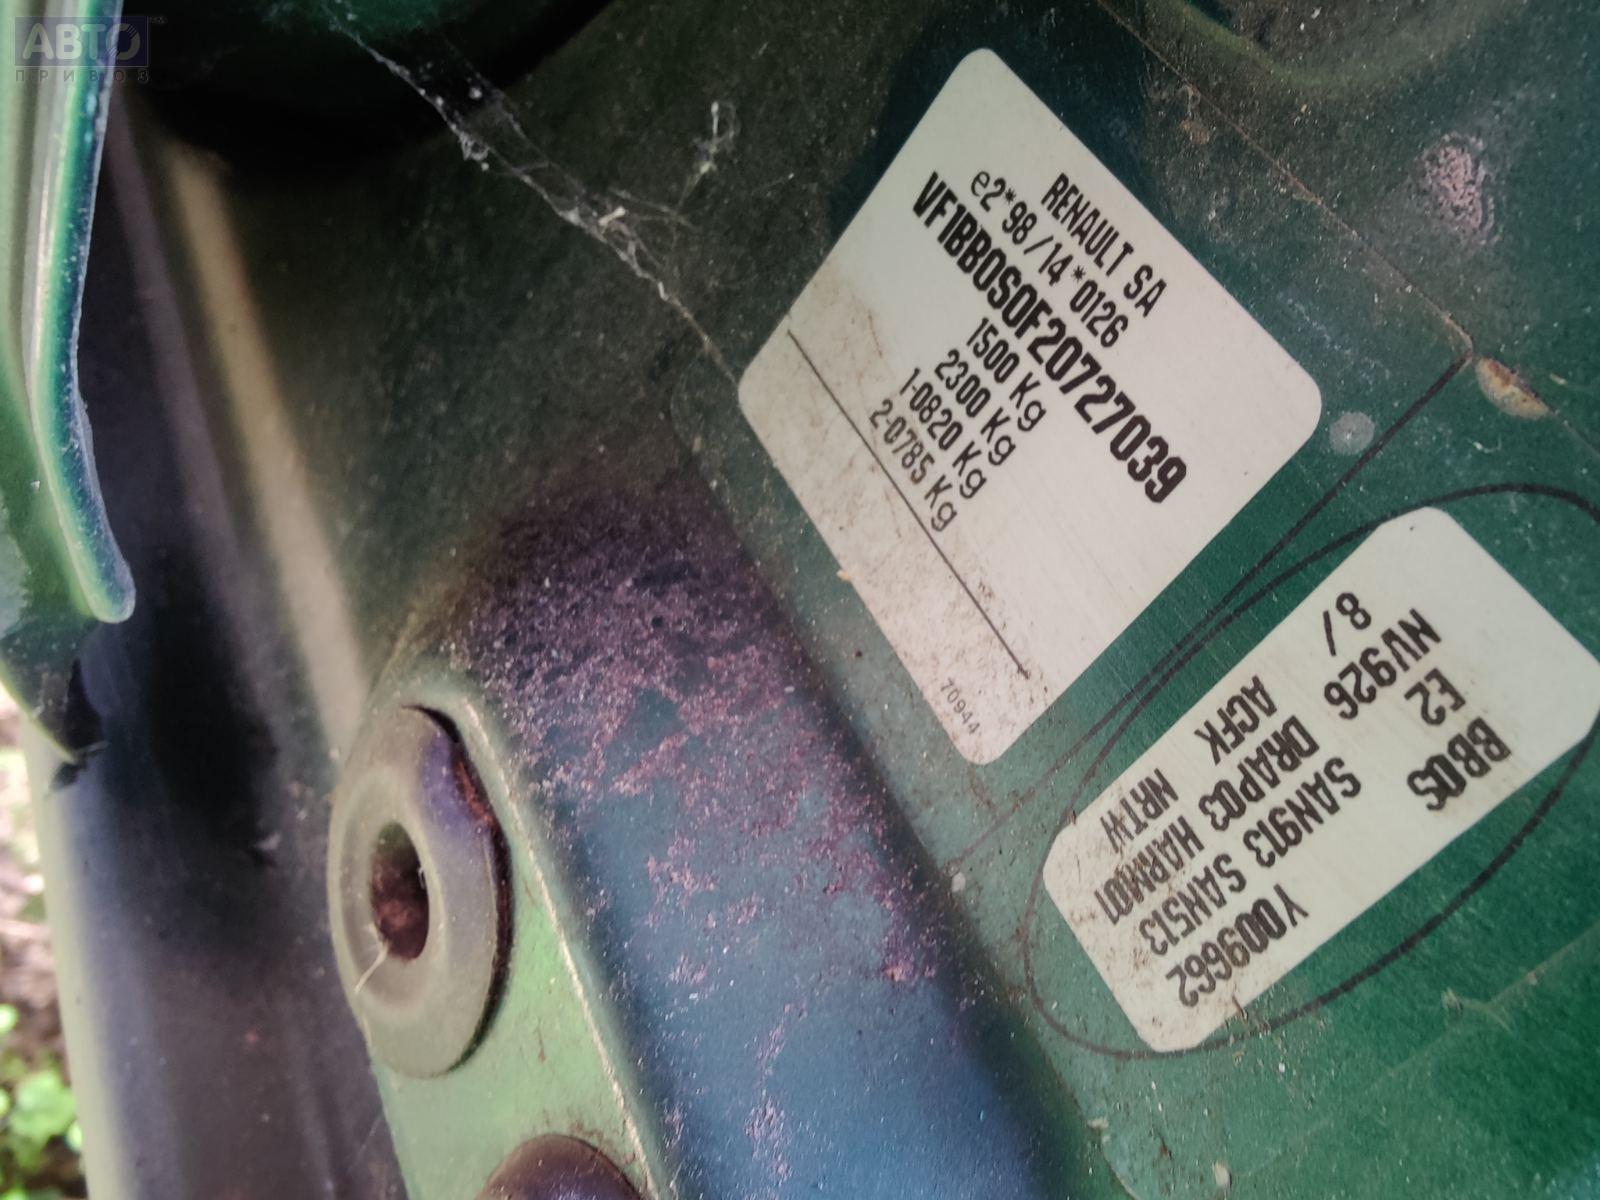 АВТО
ПРИВОЗ
RENAULT SA
e2*98/14*0126
VF1BB0S0F20727039
1500 Kg
2300 Kg
1-0820 Kg
2-0785 Kg
70944
BB0S
E2 SAN913 SAN513
NV926 DRAP03 HARM01
8/ ACFK NRTW
Y009662